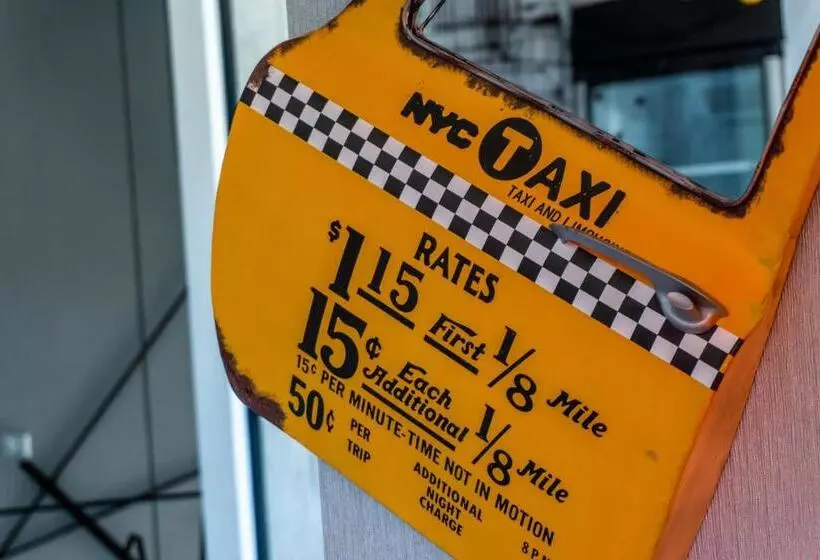 NYC TAXI
TAXI AND
RATES
$1 15 First 1/8 Mile
15¢ Each Additional 1/8 Mile
15¢ PER MINUTE-TIME NOT IN MOTION
50¢ PER TRIP ADDITIONAL NIGHT CHARGE 8 P